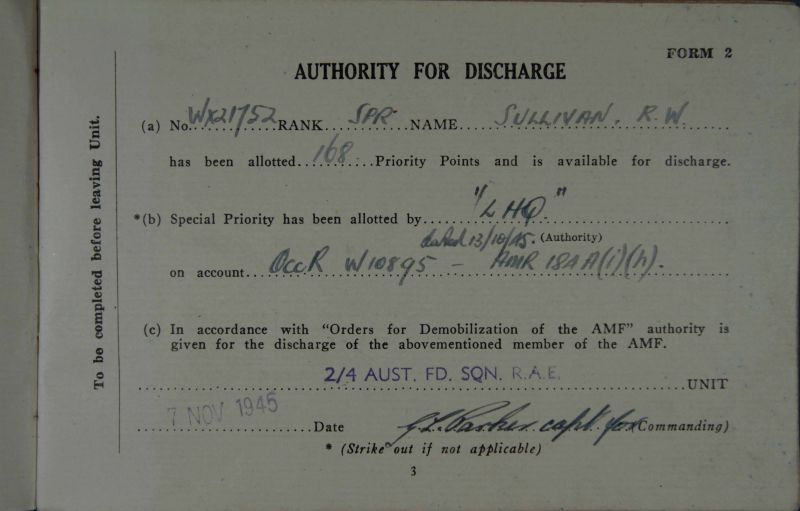 FORM 2
AUTHORITY FOR DISCHARGE
(a) No. WX21752 RANK SPR NAME SULLIVAN. R.W.
has been allotted 168 Priority Points and is available for discharge.
*(b) Special Priority has been allotted by "LHQ"
dated 13/10/45. (Authority)
on account OccR W10895 – AMR 184A(1)(h).
(c) In accordance with "Orders for Demobilization of the AMF" authority is
given for the discharge of the abovementioned member of the AMF.
2/4 AUST. FD. SQN. R.A.E. UNIT
7 NOV 1945 Date G.L. Parker capt. for (Commanding)
* (Strike out if not applicable)
3
To be completed before leaving Unit.